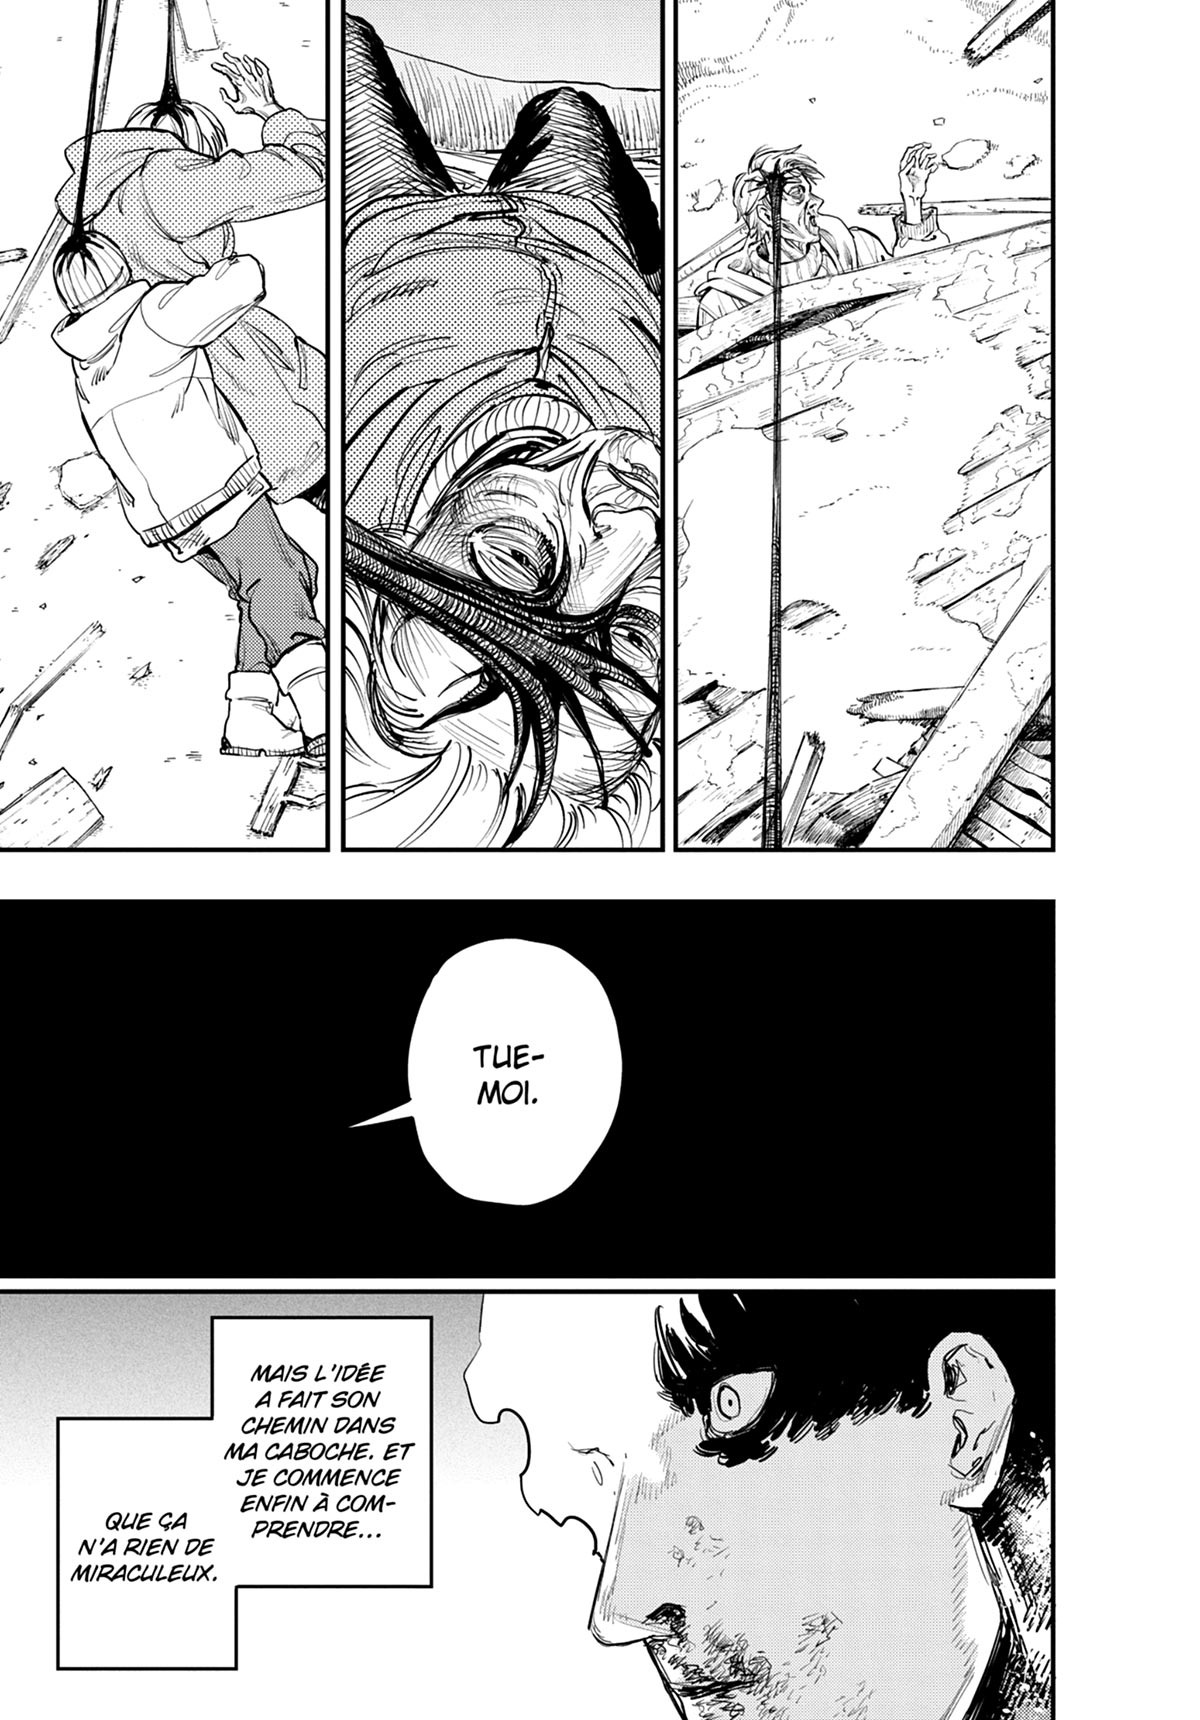 TUE-
MOI.
MAIS L'IDÉE
A FAIT SON
CHEMIN DANS
MA CABOCHE. ET
JE COMMENCE
ENFIN À COM-
PRENDRE...
QUE ÇA
N'A RIEN DE
MIRACULEUX.